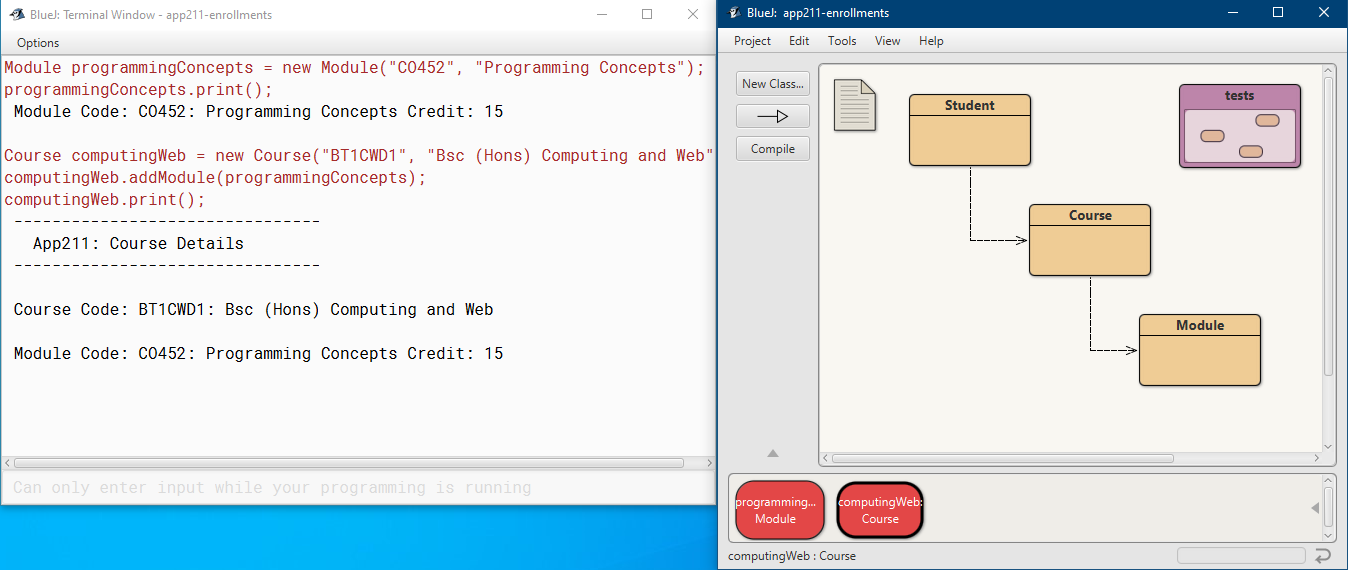 BlueJ: Terminal Window - app211-enrollments
Options
Module programmingConcepts = new Module("CO452", "Programming Concepts");
programmingConcepts.print();
Module Code: CO452: Programming Concepts Credit: 15
Course computingWeb = new Course("BT1CWD1", "Bsc (Hons) Computing and Web"
computingWeb.addModule(programmingConcepts);
computingWeb.print();
--------------------------------
App211: Course Details
--------------------------------
Course Code: BT1CWD1: Bsc (Hons) Computing and Web
Module Code: CO452: Programming Concepts Credit: 15
Can only enter input while your programming is running
BlueJ: app211-enrollments
Project Edit Tools View Help
New Class...
Compile
Student
tests
Course
Module
programming...
Module
computingWeb:
Course
computingWeb : Course